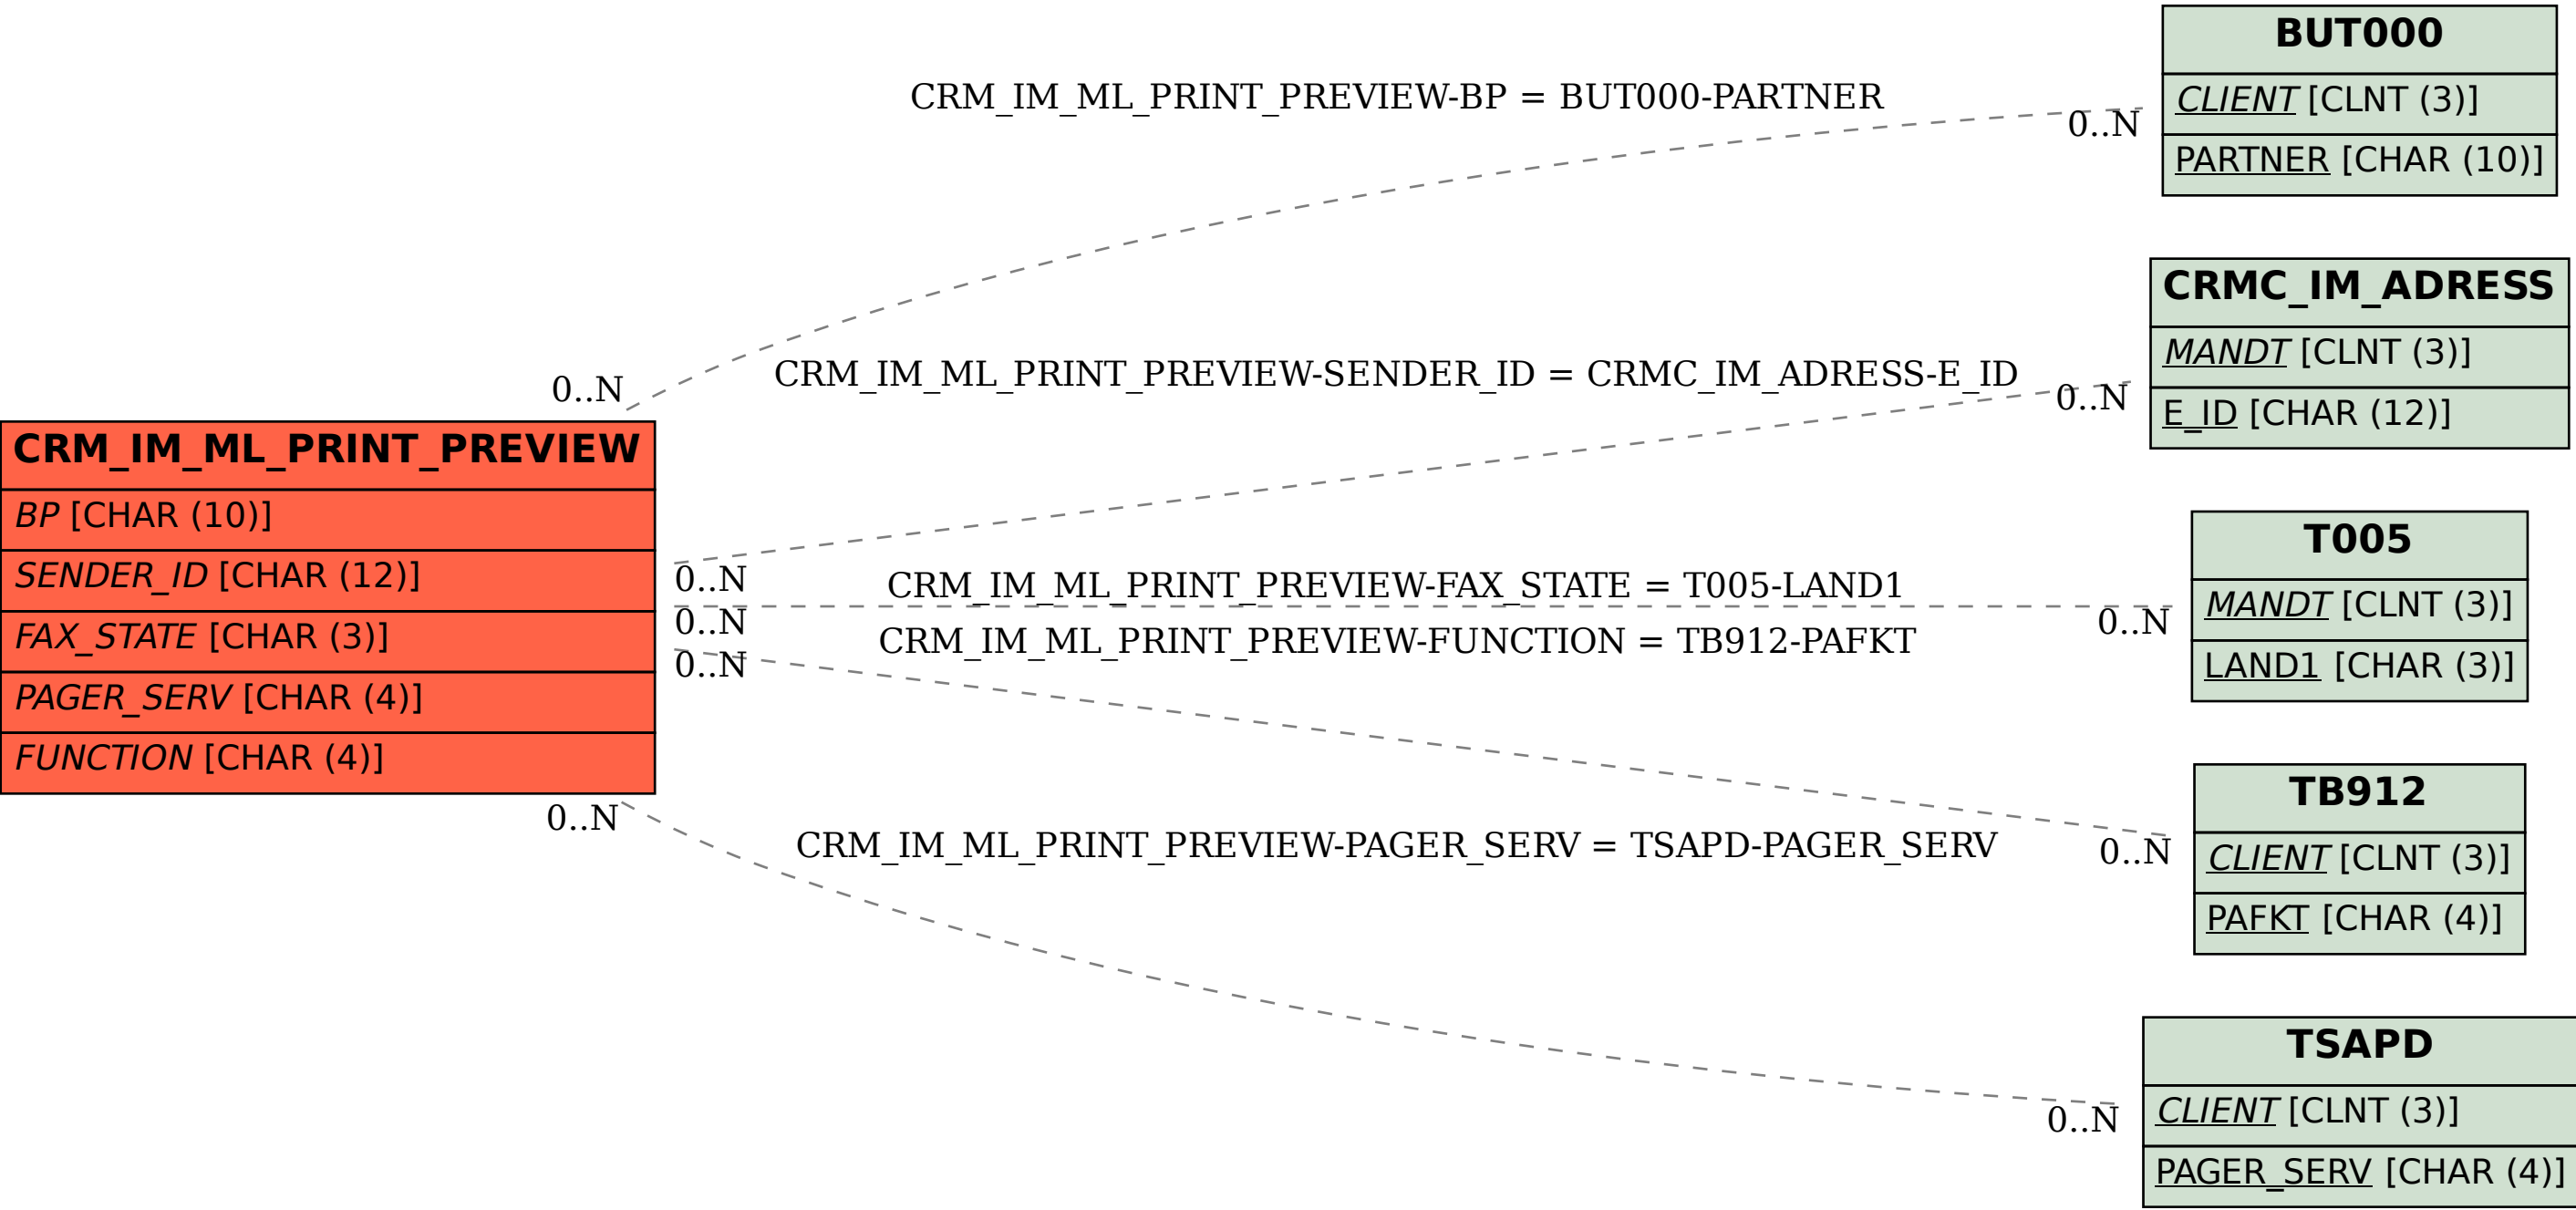 BUT000
CLIENT [CLNT (3)]
PARTNER [CHAR (10)]
CRM_IM_ML_PRINT_PREVIEW-BP = BUT000-PARTNER
0..N
0..N
CRMC_IM_ADRESS
MANDT [CLNT (3)]
E_ID [CHAR (12)]
CRM_IM_ML_PRINT_PREVIEW-SENDER_ID = CRMC_IM_ADRESS-E_ID
0..N
0..N
CRM_IM_ML_PRINT_PREVIEW
BP [CHAR (10)]
SENDER_ID [CHAR (12)]
FAX_STATE [CHAR (3)]
PAGER_SERV [CHAR (4)]
FUNCTION [CHAR (4)]
CRM_IM_ML_PRINT_PREVIEW-FAX_STATE = T005-LAND1
0..N
0..N
T005
MANDT [CLNT (3)]
LAND1 [CHAR (3)]
CRM_IM_ML_PRINT_PREVIEW-FUNCTION = TB912-PAFKT
0..N
0..N
TB912
CLIENT [CLNT (3)]
PAFKT [CHAR (4)]
CRM_IM_ML_PRINT_PREVIEW-PAGER_SERV = TSAPD-PAGER_SERV
0..N
0..N
TSAPD
CLIENT [CLNT (3)]
PAGER_SERV [CHAR (4)]